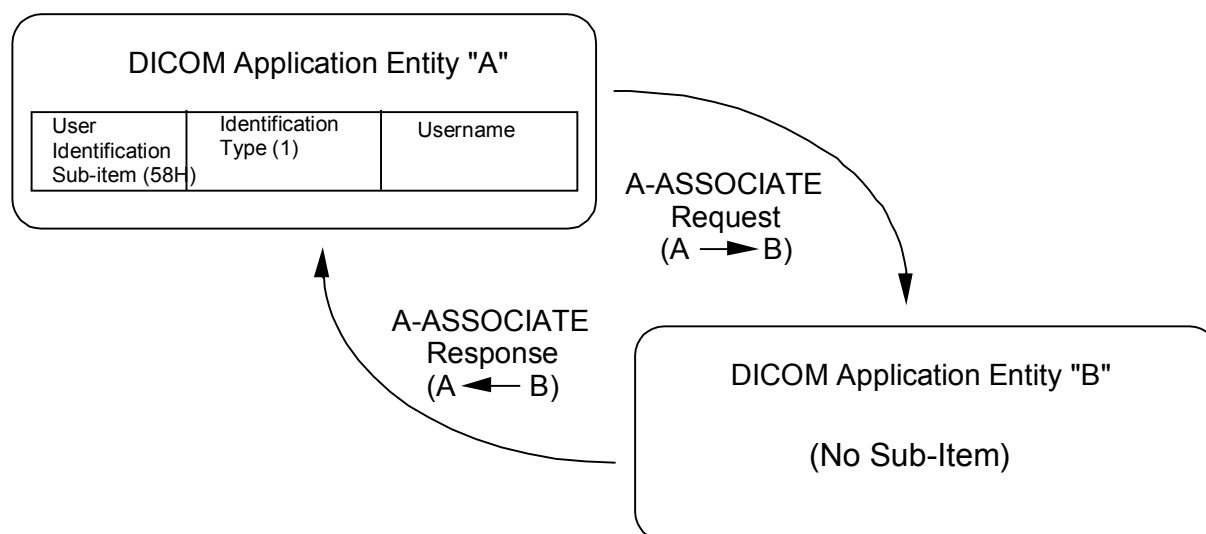 DICOM Application Entity "A"
User
Identification
Sub-item (58H)
Identification
Type (1)
Username
A-ASSOCIATE
Request
(A B)
A-ASSOCIATE
Response
(A B)
DICOM Application Entity "B"
(No Sub-Item)